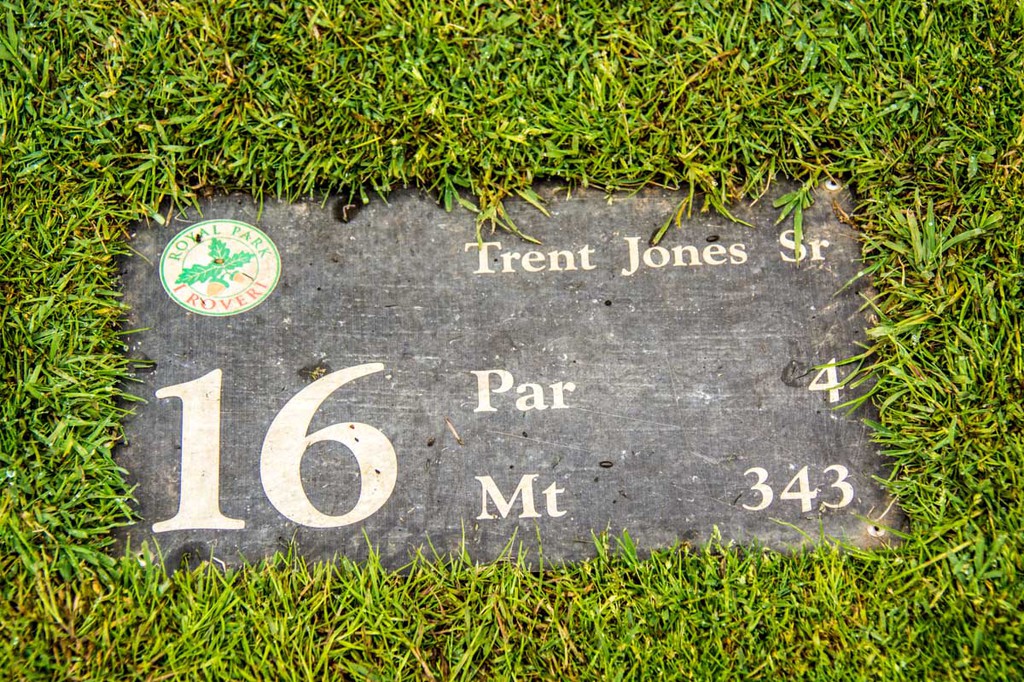 ROYAL PARK
I ROVERI
Trent Jones Sr
16
Par 4
Mt 343